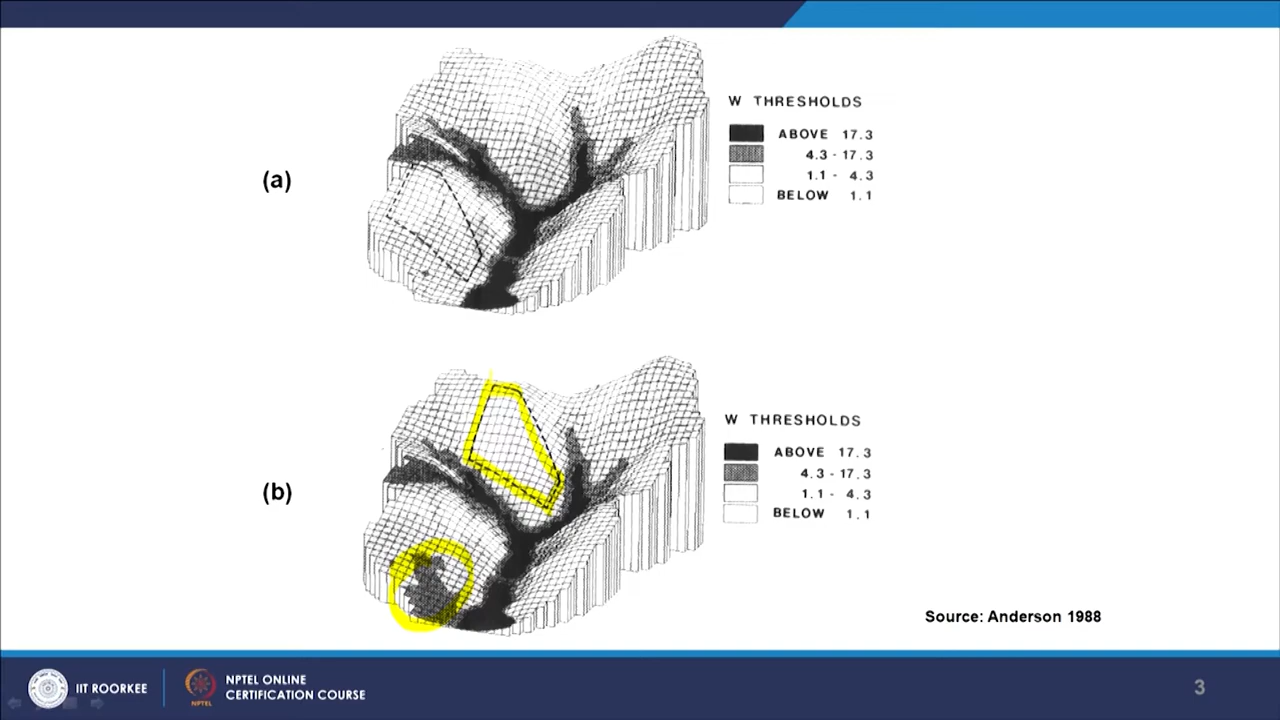 (a)
W THRESHOLDS
ABOVE 17.3
4.3 - 17.3
1.1 - 4.3
BELOW 1.1
(b)
W THRESHOLDS
ABOVE 17.3
4.3 - 17.3
1.1 - 4.3
BELOW 1.1
Source: Anderson 1988
IIT ROORKEE
NPTEL
NPTEL ONLINE
CERTIFICATION COURSE
3